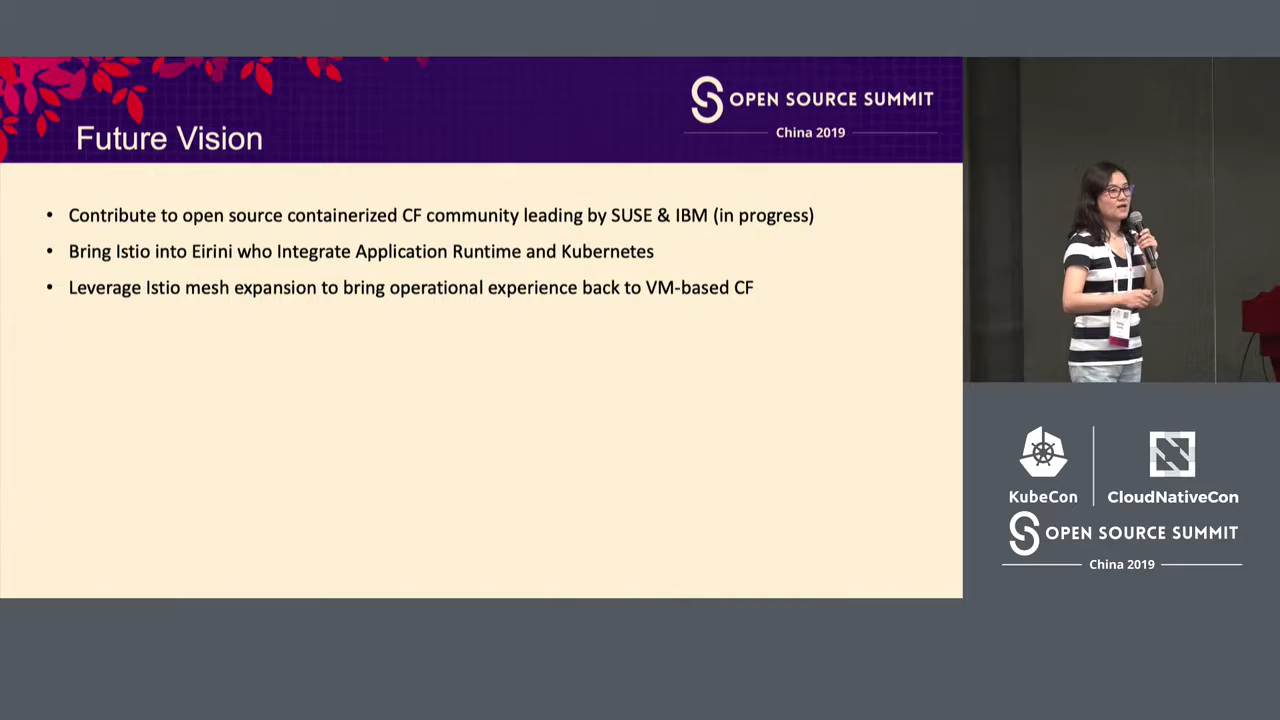 Future Vision
OPEN SOURCE SUMMIT
China 2019
• Contribute to open source containerized CF community leading by SUSE & IBM (in progress)
• Bring Istio into Eirini who Integrate Application Runtime and Kubernetes
• Leverage Istio mesh expansion to bring operational experience back to VM-based CF
KubeCon
CloudNativeCon
OPEN SOURCE SUMMIT
China 2019